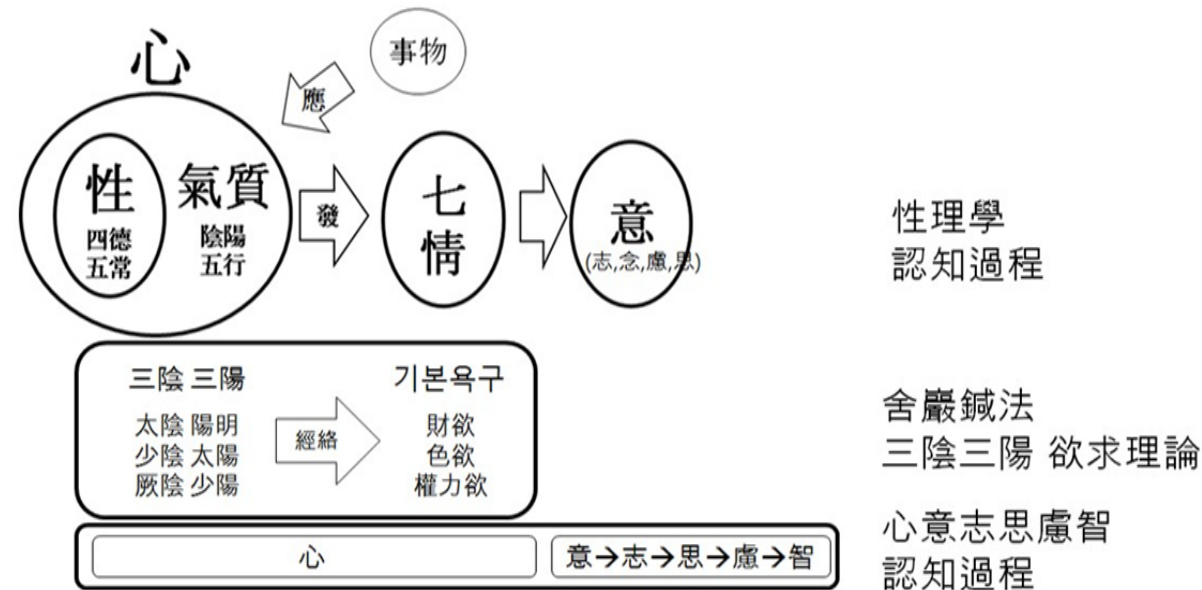 心
事物
應
性
四德
五常
氣質
陰陽
五行
發
七
情
意
(志,念,慮,思)
性理學
認知過程
三陰 三陽
太陰 陽明
少陰 太陽
厥陰 少陽
經絡
기본욕구
財欲
色欲
權力欲
舍巖鍼法
三陰三陽 欲求理論
心
意→志→思→慮→智
心意志思慮智
認知過程